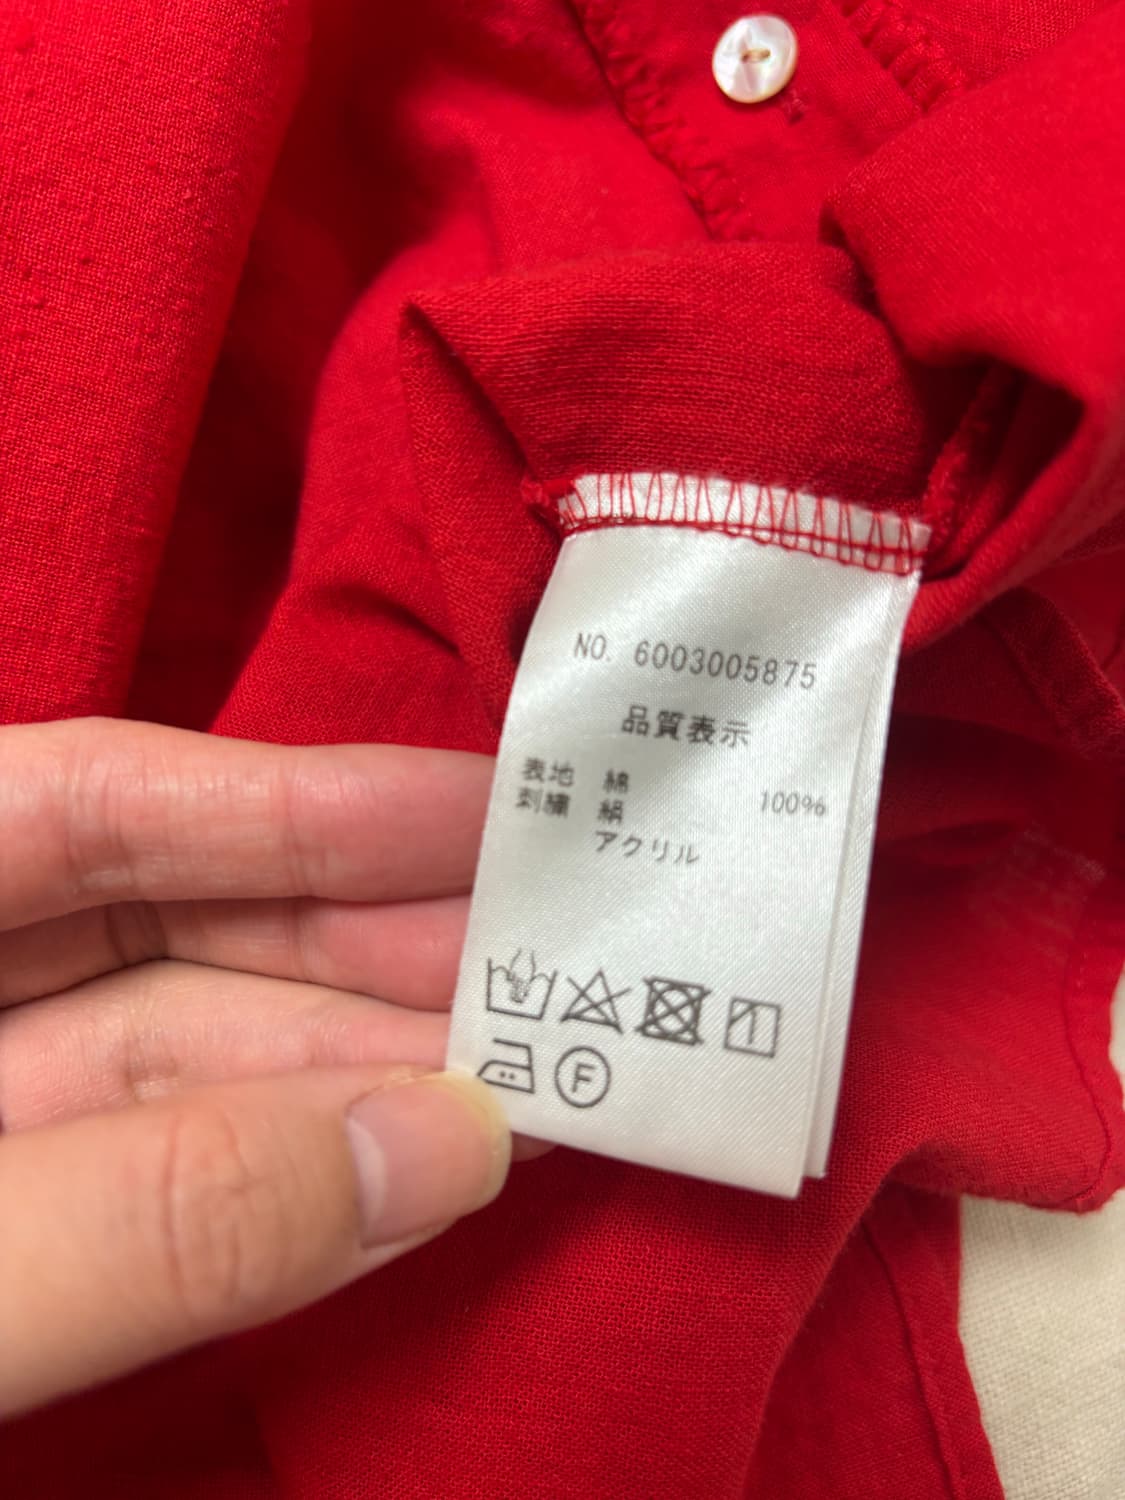 NO. 6003005875
品質表示
表地 綿 100%
刺繍 絹
アクリル
F